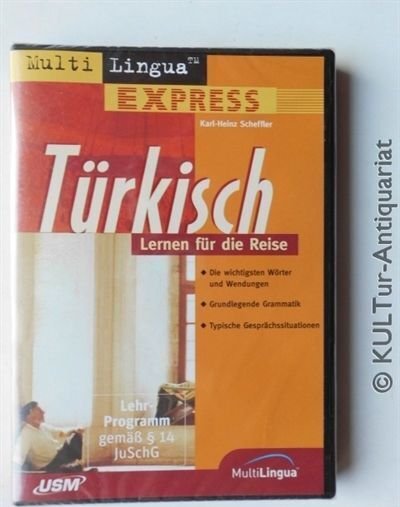 Multi Lingua™
EXPRESS
Karl-Heinz Scheffler
Türkisch
Lernen für die Reise
◆ Die wichtigsten Wörter
und Wendungen
◆ Grundlegende Grammatik
◆ Typische Gesprächssituationen
Lehr-
Programm
gemäß § 14
JuSchG
USM
MultiLingua™
© KULTur-Antiquariat